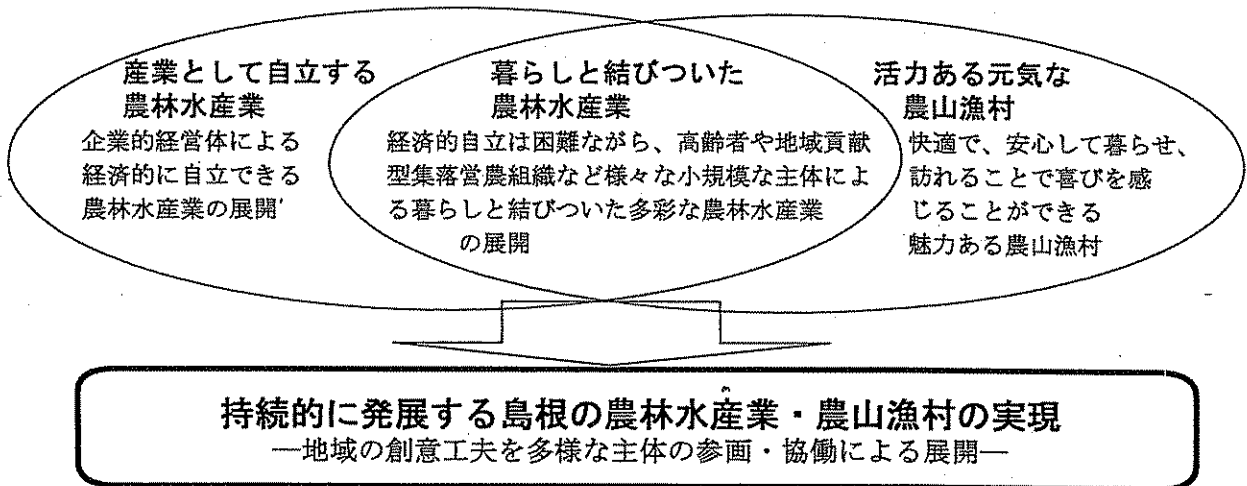 産業として自立する
農林水産業
企業的経営体による
経済的に自立できる
農林水産業の展開
暮らしと結びついた
農林水産業
経済的自立は困難ながら、高齢者や地域貢献
型集落営農組織など様々な小規模な主体によ
る暮らしと結びついた多彩な農林水産業
の展開
活力ある元気な
農山漁村
快適で、安心して暮らせ、
訪れることで喜びを感
じることができる
魅力ある農山漁村
持続的に発展する島根の農林水産業・農山漁村の実現
―地域の創意工夫を多様な主体の参画・協働による展開―